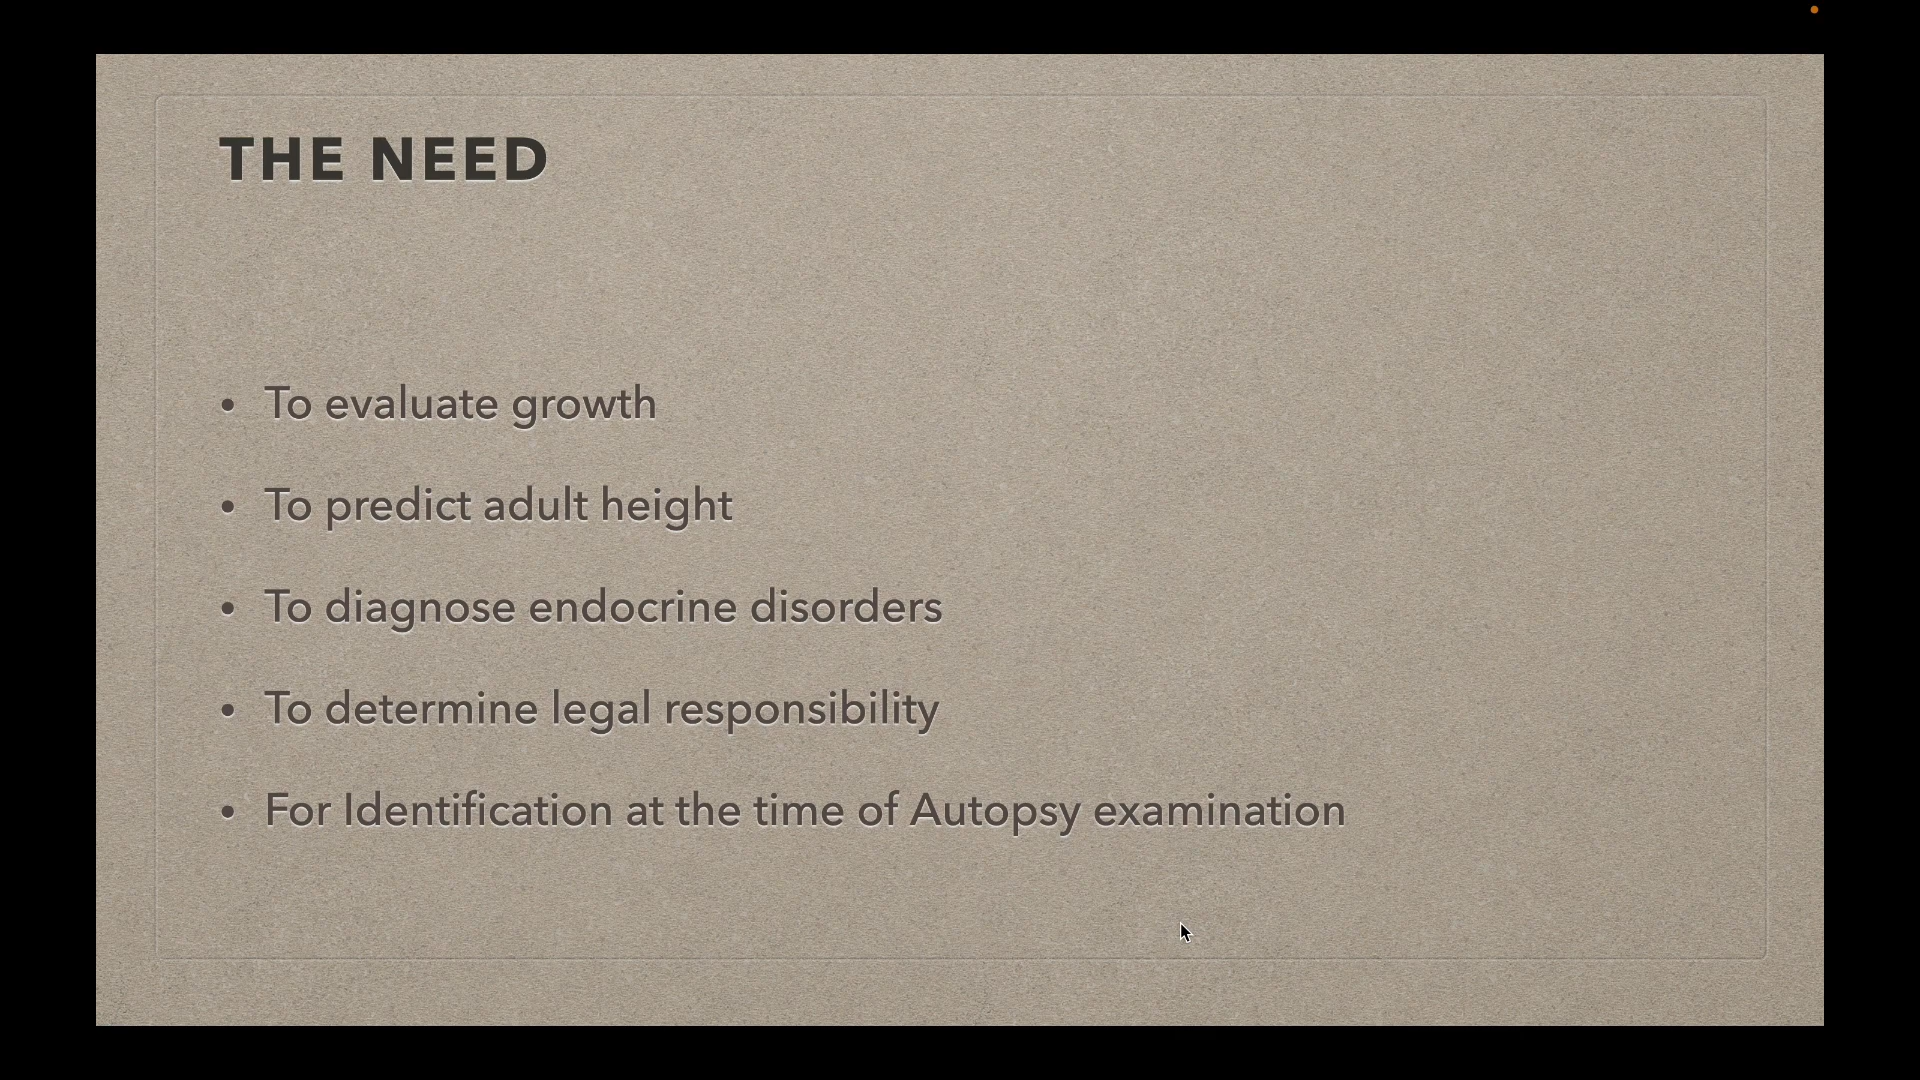 THE NEED
• To evaluate growth
• To predict adult height
• To diagnose endocrine disorders
• To determine legal responsibility
• For Identification at the time of Autopsy examination